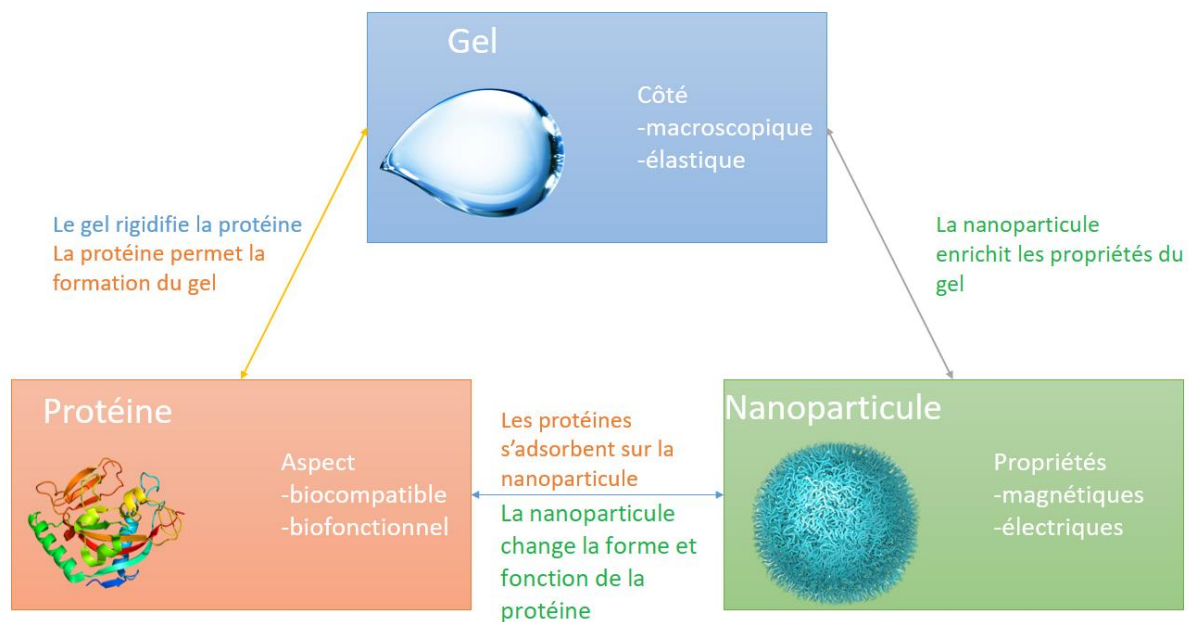 Gel
Côté
-macroscopique
-élastique
Le gel rigidifie la protéine
La protéine permet la
formation du gel
La nanoparticule
enrichit les propriétés du
gel
Protéine
Aspect
-biocompatible
-biofonctionnel
Les protéines
s’adsorbent sur la
nanoparticule
La nanoparticule
change la forme et
fonction de la
protéine
Nanoparticule
Propriétés
-magnétiques
-électriques